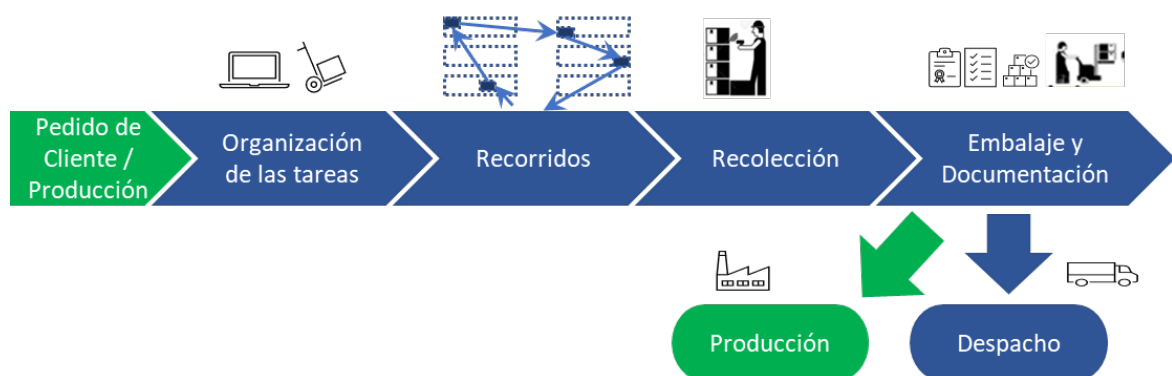 Pedido de
Cliente /
Producción
Organización
de las tareas
Recorridos
Recolección
Embalaje y
Documentación
Producción
Despacho